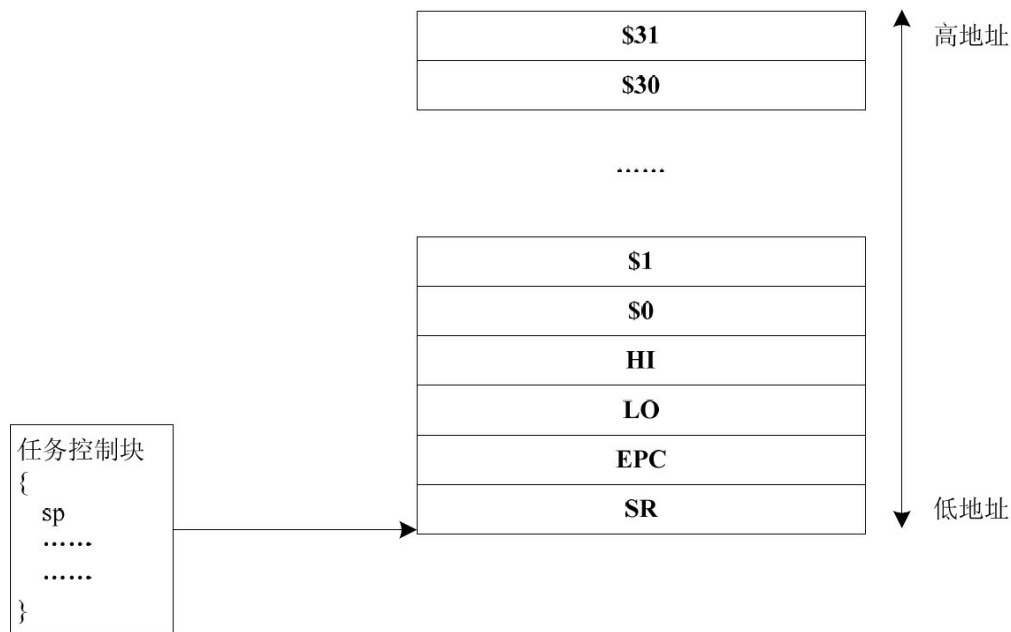 $31
高地址
$30
……
$1
$0
HI
LO
EPC
SR
低地址
任务控制块
{
sp
……
……
}